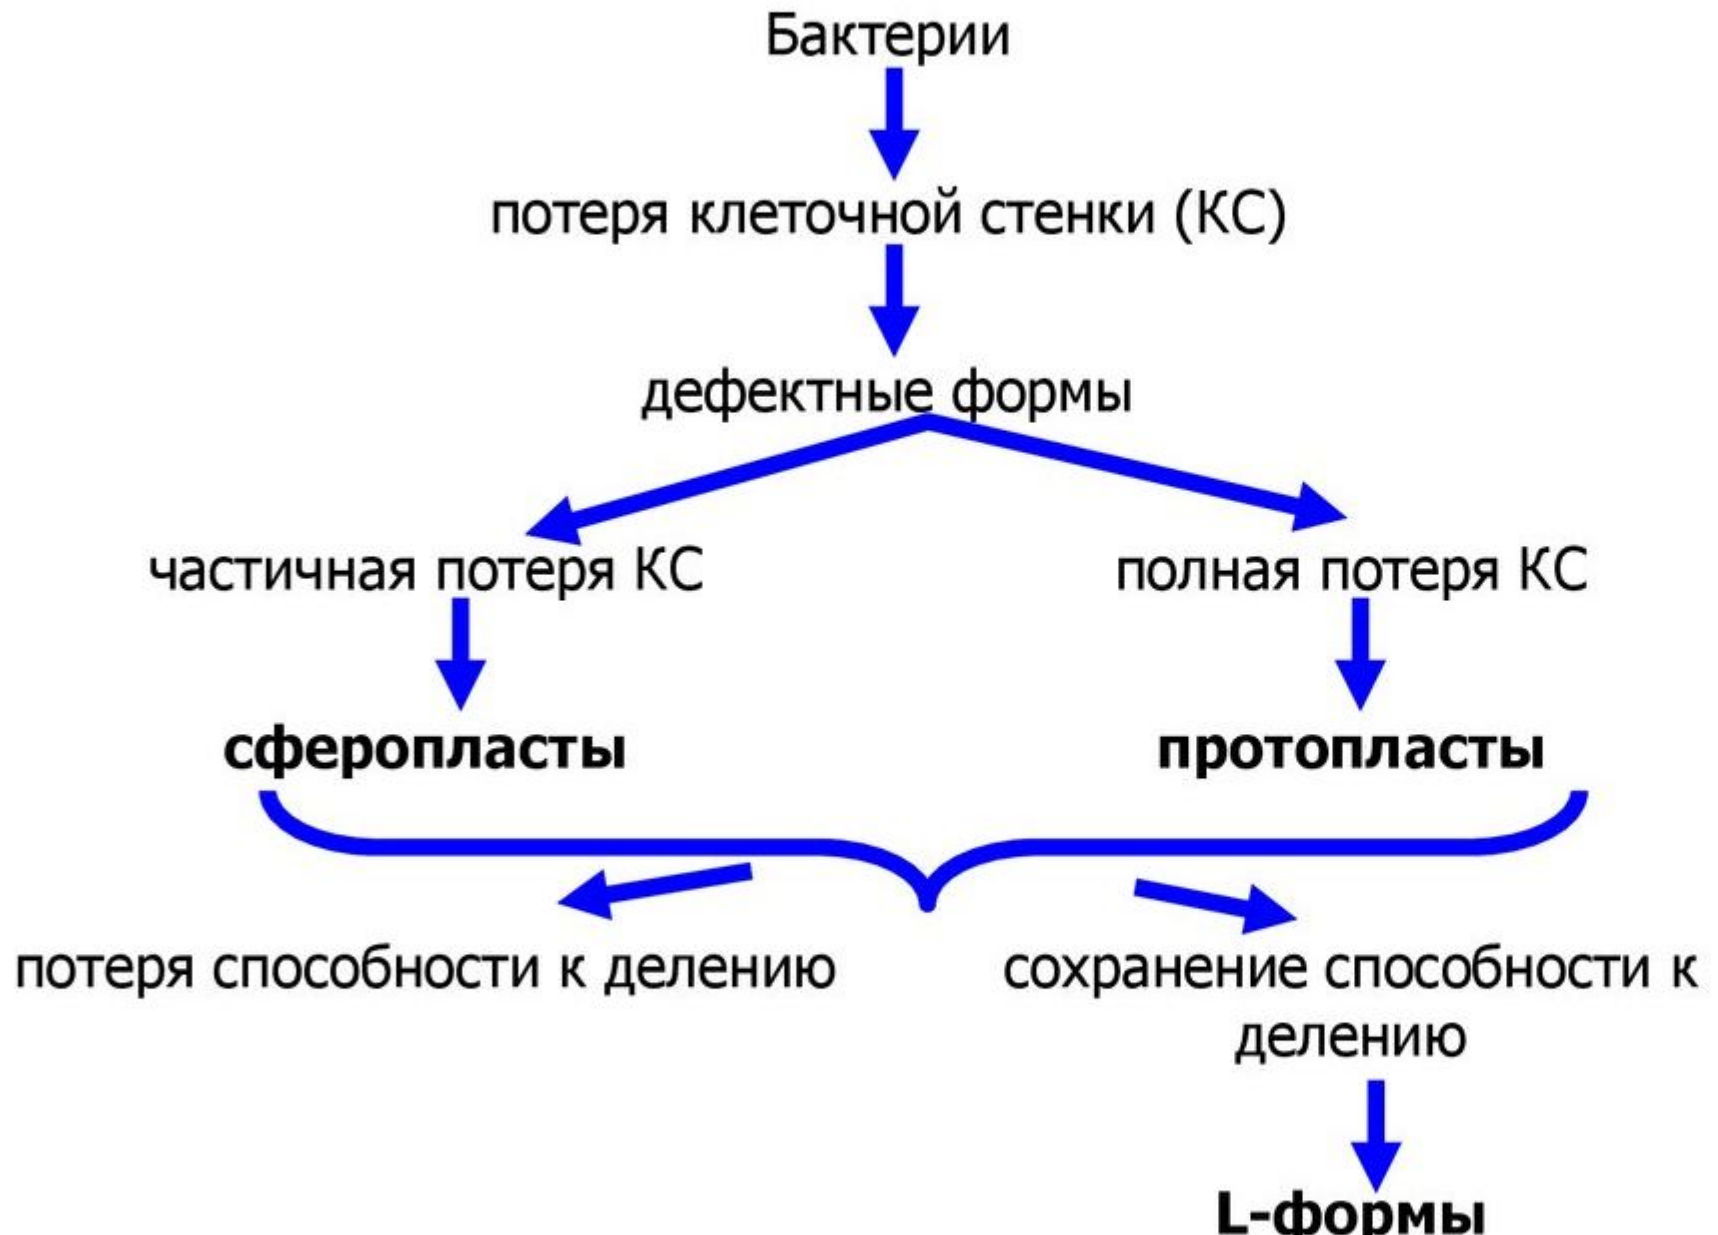 Бактерии
потеря клеточной стенки (КС)
дефектные формы
частичная потеря КС
полная потеря КС
сферопласты
протопласты
потеря способности к делению
сохранение способности к
делению
L-формы